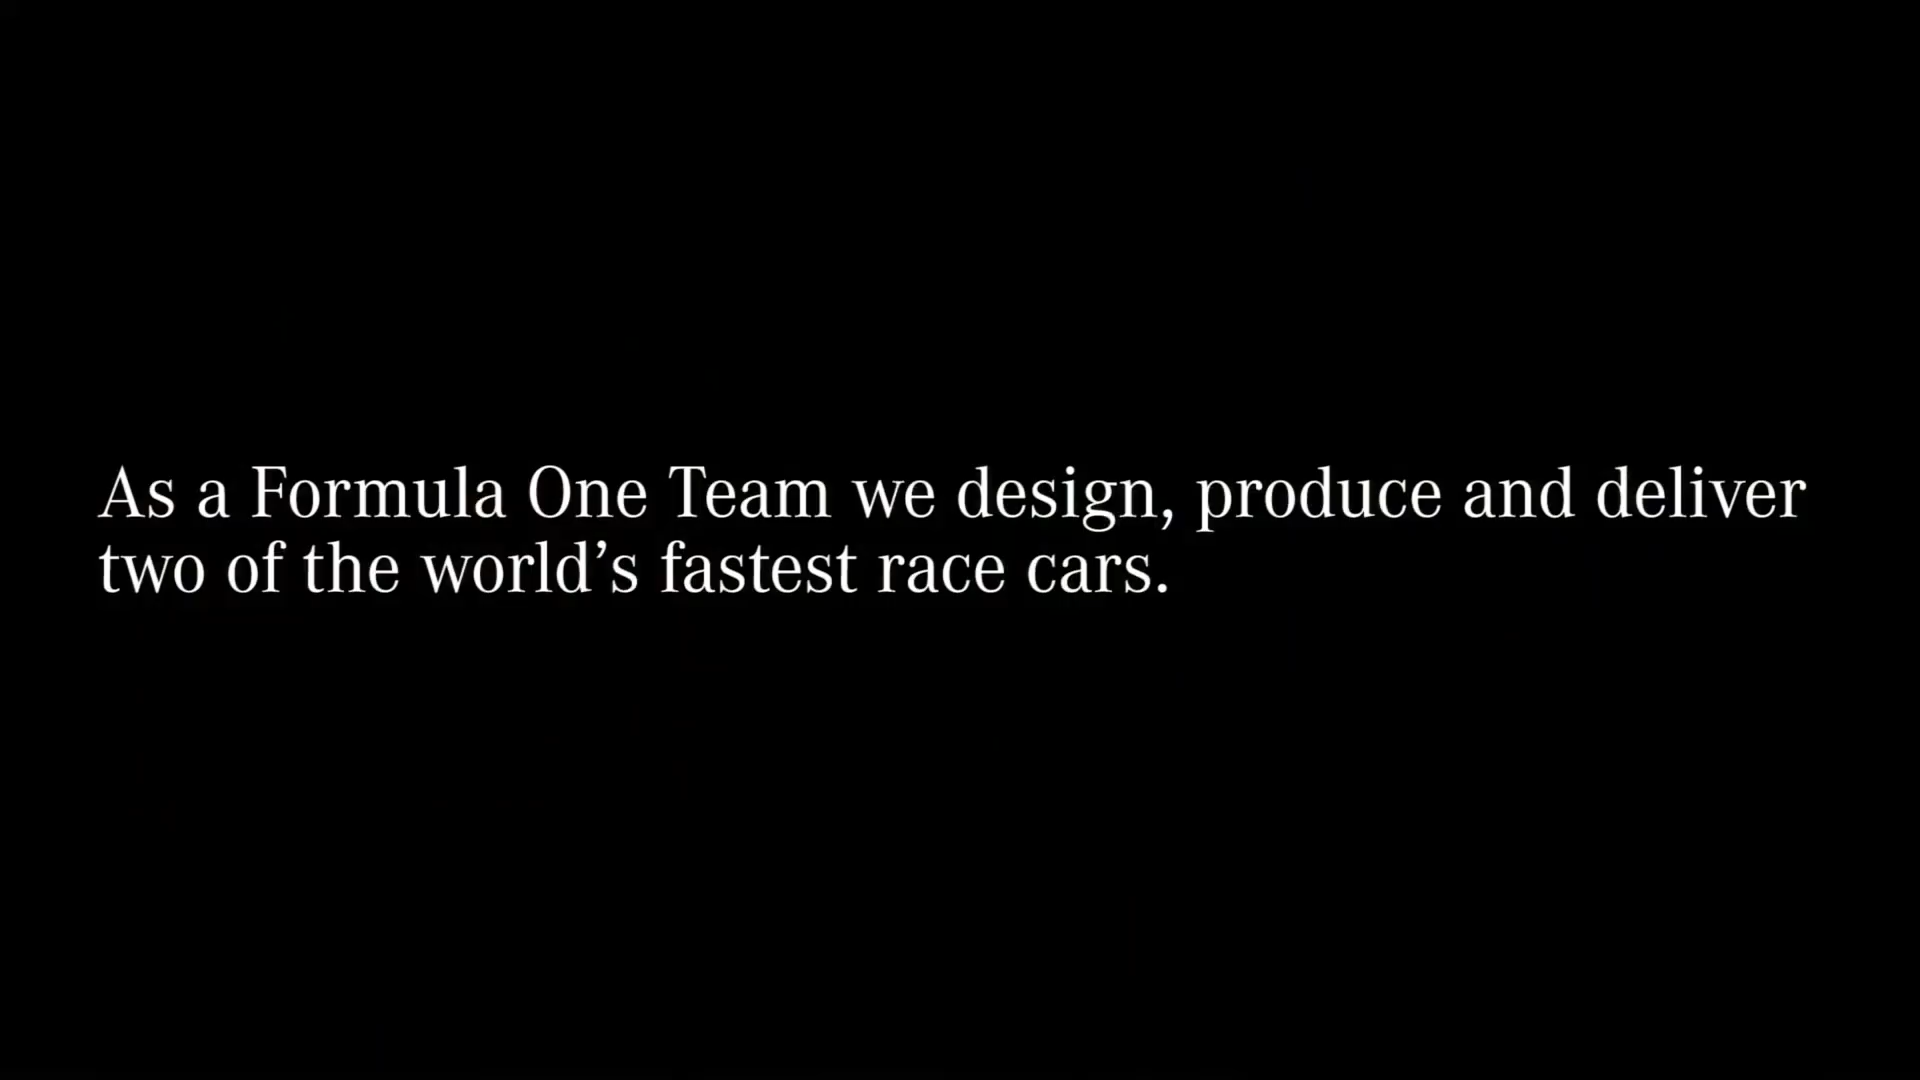 As a Formula One Team we design, produce and deliver
two of the world’s fastest race cars.